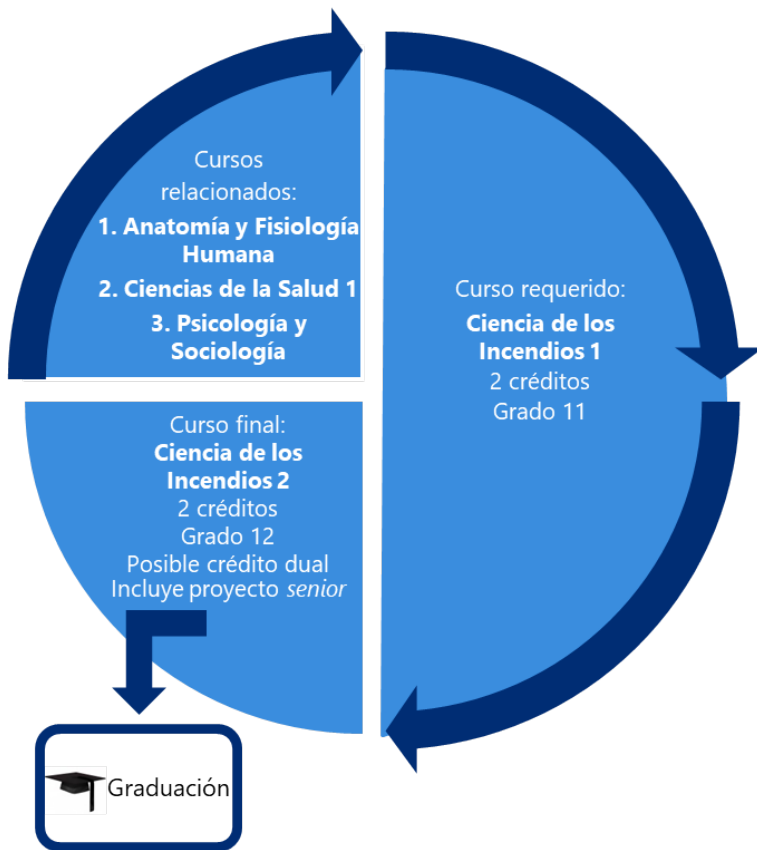 Cursos
relacionados:
1. Anatomía y Fisiología
Humana
2. Ciencias de la Salud 1
3. Psicología y
Sociología
Curso requerido:
Ciencia de los
Incendios 1
2 créditos
Grado 11
Curso final:
Ciencia de los
Incendios 2
2 créditos
Grado 12
Posible crédito dual
Incluye proyecto senior
Graduación